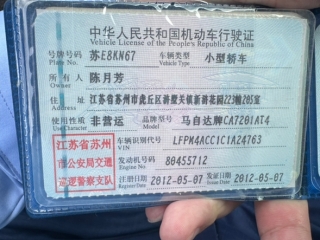 中华人民共和国机动车行驶证
Vehicle License of the People's Republic of China
号牌号码 苏E8KN67 车辆类型 小型轿车
Plate No. Vehicle Type
所有人 陈月芳
Owner
住址 江苏省苏州市虎丘区浒墅关镇新浒花园223幢205室
Address
使用性质 非营运 品牌型号 马自达牌CA7201AT4
Use Character Model
江苏省苏州 车辆识别代号 LFPM4ACC1C1A24763
VIN
市公安局交通 发动机号码 80455712
Engine No.
巡逻警察支队 注册日期 2012-05-07 发证日期 2012-05-07
Register Date Issue Date